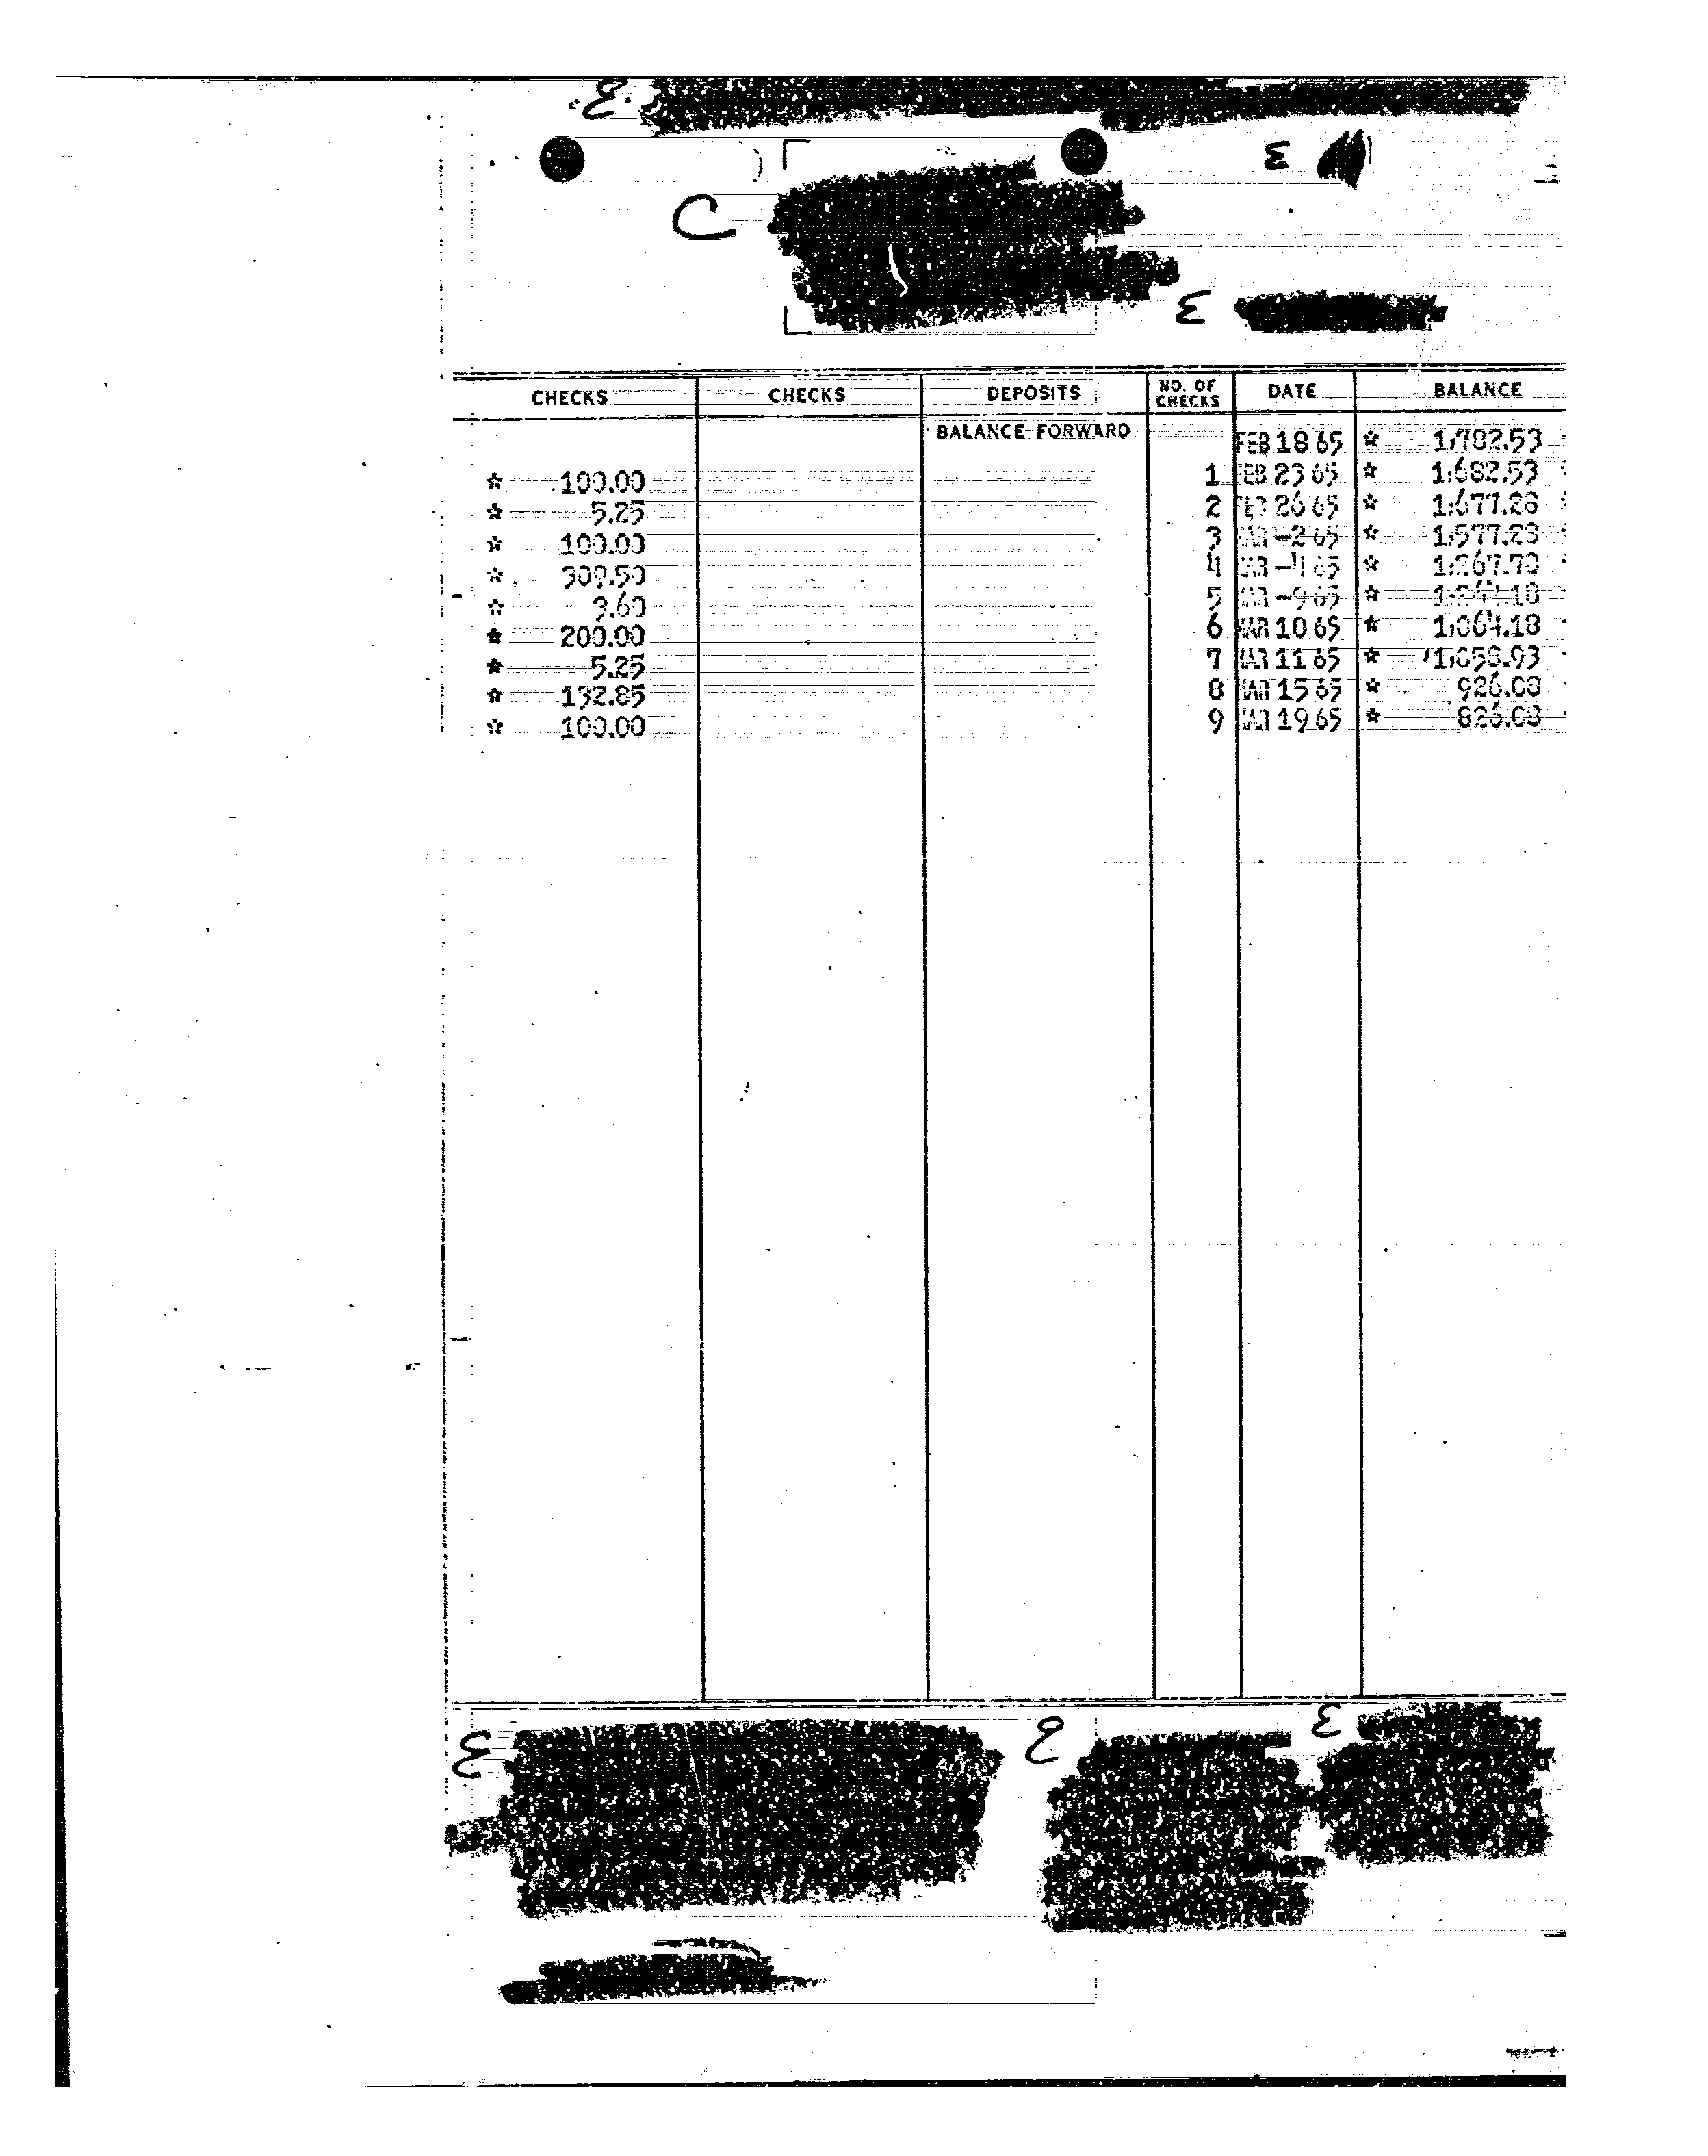 E
C
E
E
CHECKS CHECKS DEPOSITS NO. OF CHECKS DATE BALANCE
BALANCE FORWARD FEB 18 65 * 1,782.53
* 100.00 1 FEB 23 65 * 1,682.53
* 5.25 2 FEB 26 65 * 1,677.28
* 100.00 3 MAR -2 65 * 1,577.28
* 309.50 4 MAR -4 65 * 1,267.78
* 3.60 5 MAR -9 65 * 1,264.18
* 200.00 6 MAR 10 65 * 1,064.18
* 5.25 7 MAR 11 65 * 1,058.93
* 132.85 8 MAR 15 65 * 926.08
* 100.00 9 MAR 19 65 * 826.08
E E E